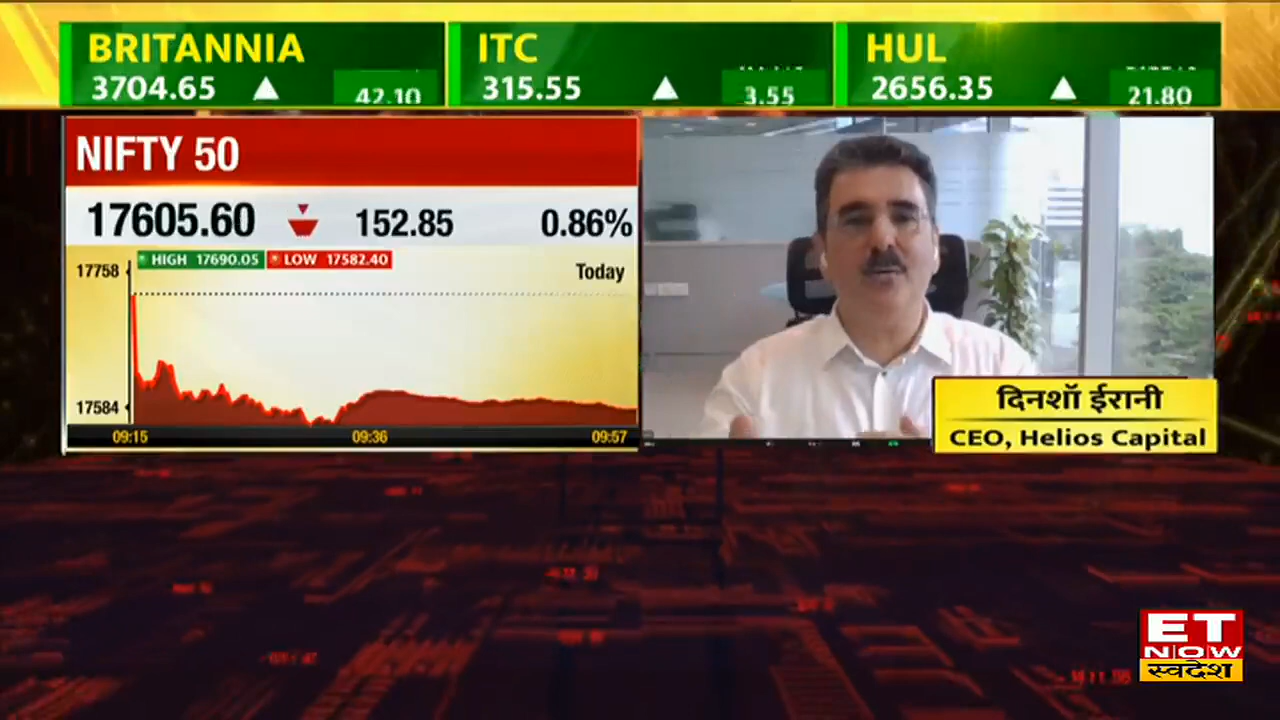 BRITANNIA
3704.65 ▲ 42.10
ITC
315.55 ▲ 3.55
HUL
2656.35 ▲ 21.80
NIFTY 50
17605.60 152.85 0.86%
HIGH 17690.05 LOW 17582.40
17758
Today
17584
09:15 09:36 09:57
दिनशॉ ईरानी
CEO, Helios Capital
ET
NOW
स्वदेश